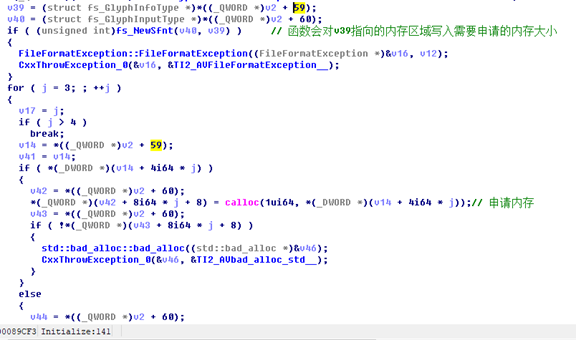 v39 = (struct fs_GlyphInfoType *)*((_QWORD *)v2 + 59);
v40 = (struct fs_GlyphInputType *)*((_QWORD *)v2 + 60);
if ( (unsigned int)fs_NewSfnt(v40, v39) )     // 函数会对v39指向的内存区域写入需要申请的内存大小
{
FileFormatException::FileFormatException((FileFormatException *)&v16, v12);
CxxThrowException_0(&v16, &TI2_AVFileFormatException__);
}
for ( j = 3; ; ++j )
{
v17 = j;
if ( j > 4 )
break;
v14 = *((_QWORD *)v2 + 59);
v41 = v14;
if ( *(_DWORD *)(v14 + 4i64 * j) )
{
v42 = *((_QWORD *)v2 + 60);
*(_QWORD *)(v42 + 8i64 * j + 8) = calloc(1ui64, *(_DWORD *)(v14 + 4i64 * j));// 申请内存
v43 = *((_QWORD *)v2 + 60);
if ( !*(_QWORD *)(v43 + 8i64 * j + 8) )
{
std::bad_alloc::bad_alloc((std::bad_alloc *)&v46);
CxxThrowException_0(&v46, &TI2_AVbad_alloc_std__);
}
}
else
{
v44 = *((_QWORD *)v2 + 60);
00089CF3 Initialize:141